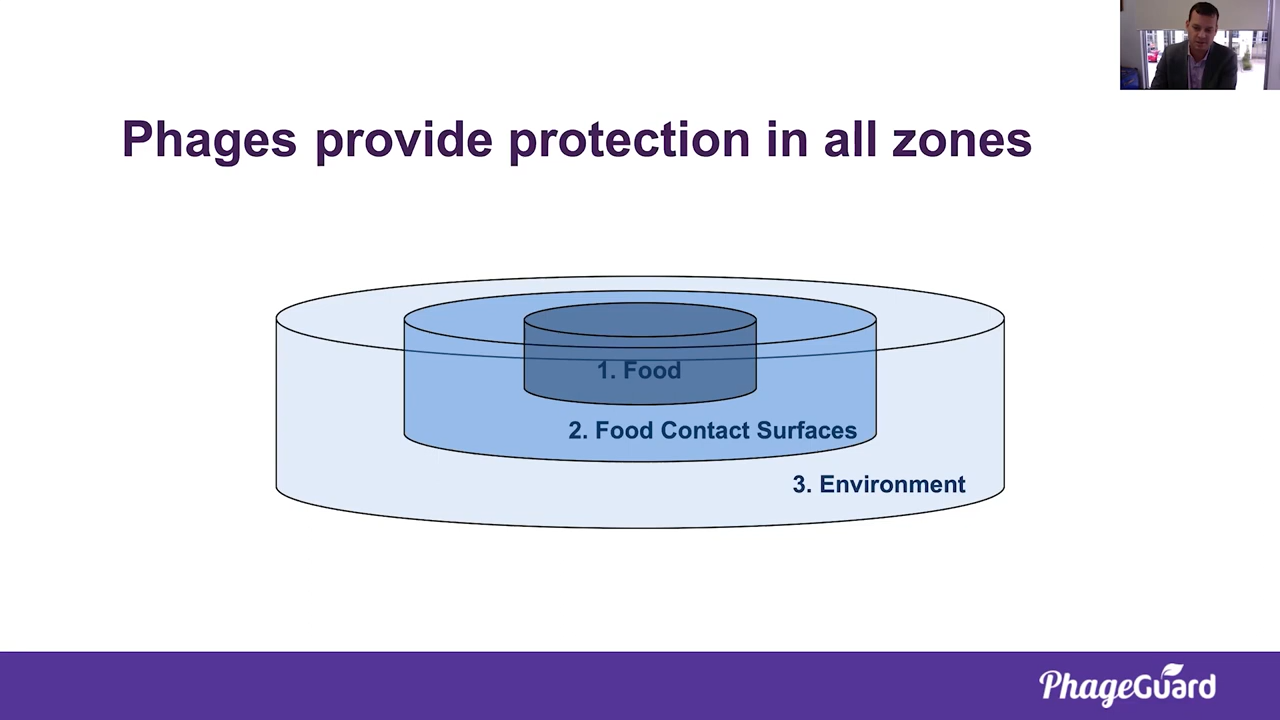 Phages provide protection in all zones
1. Food
2. Food Contact Surfaces
3. Environment
PhageGuard